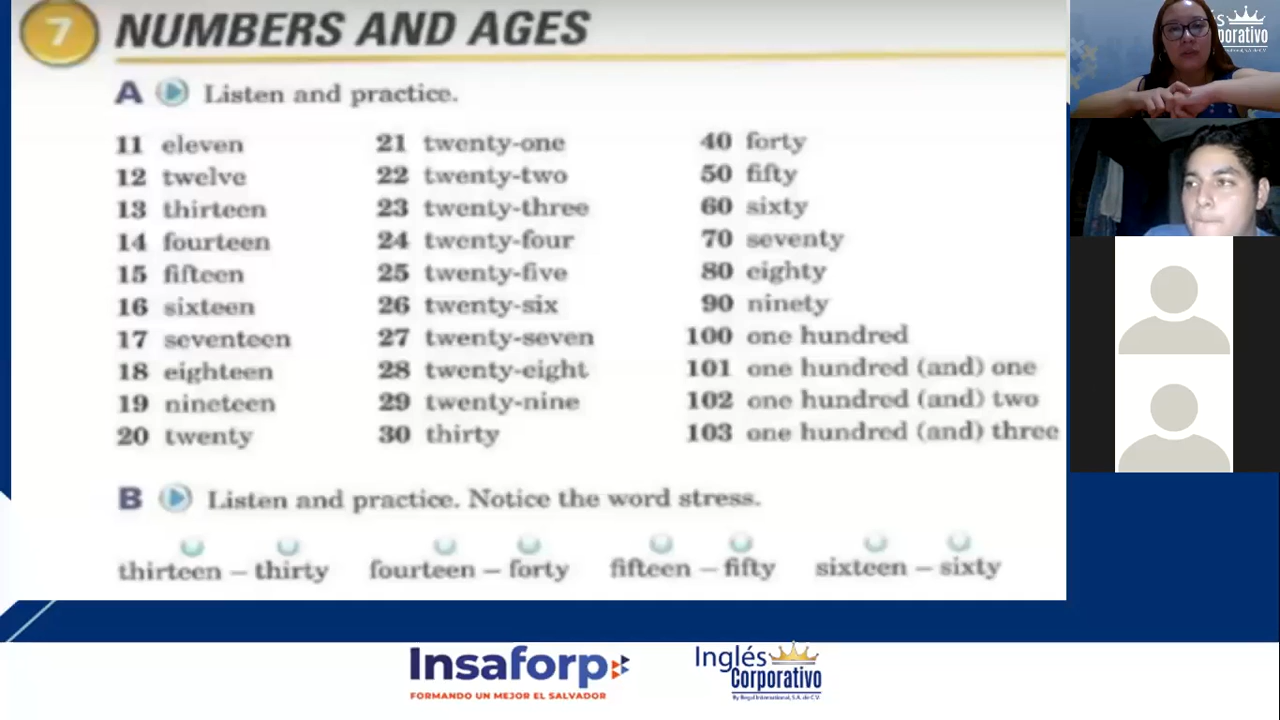 7 NUMBERS AND AGES
A Listen and practice.
11 eleven
12 twelve
13 thirteen
14 fourteen
15 fifteen
16 sixteen
17 seventeen
18 eighteen
19 nineteen
20 twenty
21 twenty-one
22 twenty-two
23 twenty-three
24 twenty-four
25 twenty-five
26 twenty-six
27 twenty-seven
28 twenty-eight
29 twenty-nine
30 thirty
40 forty
50 fifty
60 sixty
70 seventy
80 eighty
90 ninety
100 one hundred
101 one hundred (and) one
102 one hundred (and) two
103 one hundred (and) three
B Listen and practice. Notice the word stress.
thirteen – thirty fourteen – forty fifteen – fifty sixteen – sixty
Insaforp
FORMANDO UN MEJOR EL SALVADOR
Inglés
Corporativo
By Regal International, S.A. de C.V.
s
porativo